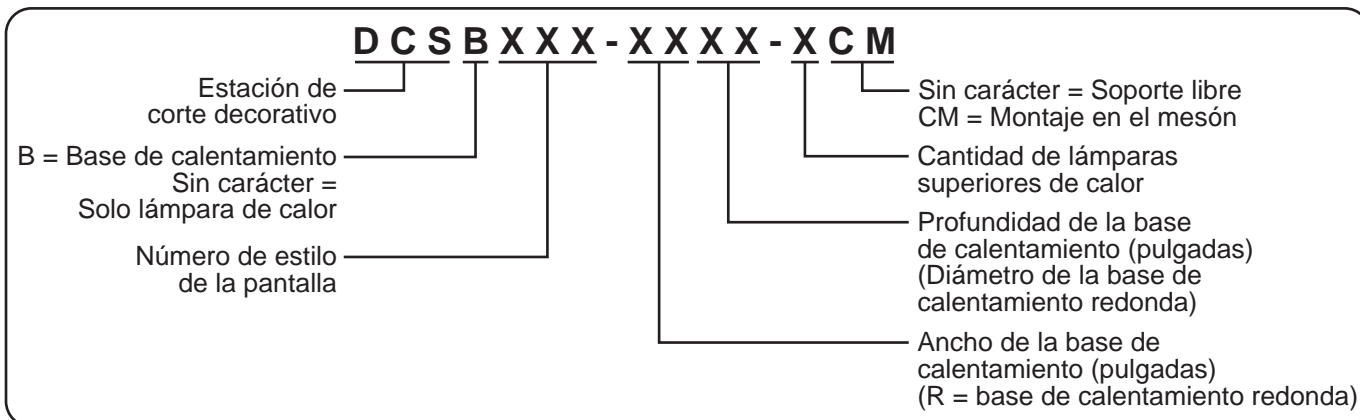 DCSBXXX-XXXX-XCM
Estación de
corte decorativo
B = Base de calentamiento
Sin carácter =
Solo lámpara de calor
Número de estilo
de la pantalla
Sin carácter = Soporte libre
CM = Montaje en el mesón
Cantidad de lámparas
superiores de calor
Profundidad de la base
de calentamiento (pulgadas)
(Diámetro de la base de
calentamiento redonda)
Ancho de la base de
calentamiento (pulgadas)
(R = base de calentamiento redonda)